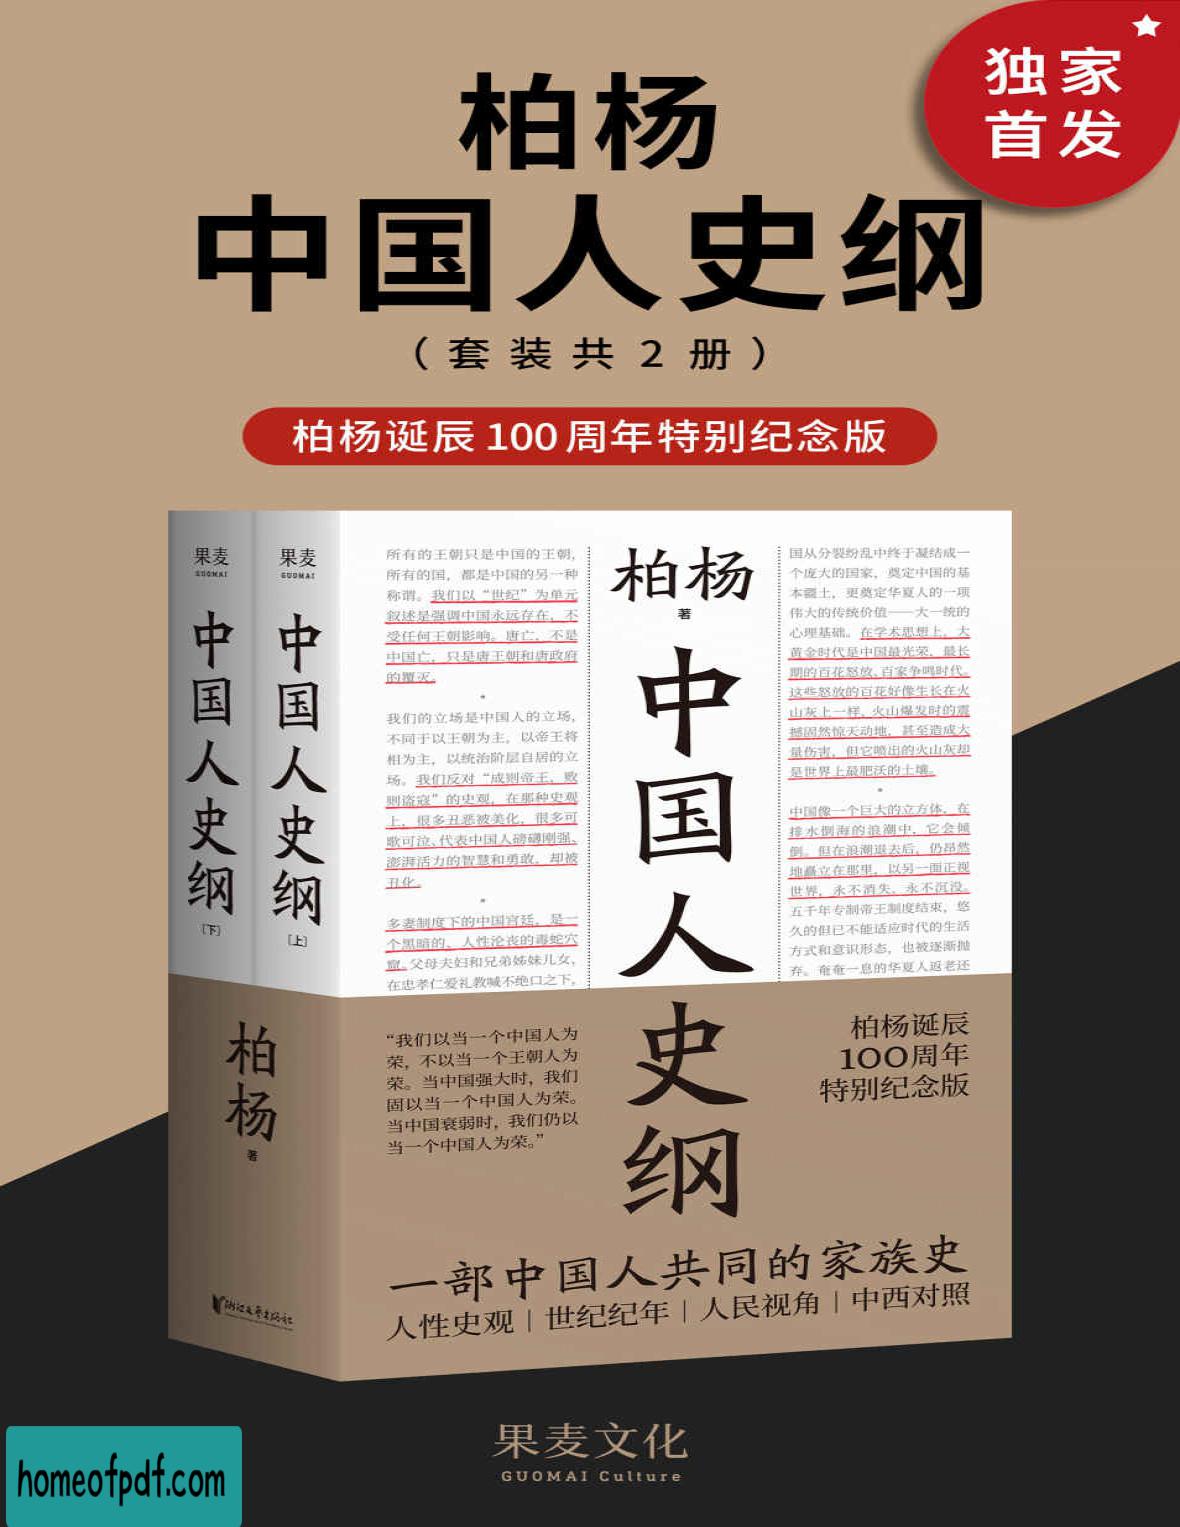 独家
首发
柏杨
中国人史纲
（套装共2册）
柏杨诞辰100周年特别纪念版
果麦
GUOMAI
中国人史纲
[下]
果麦
GUOMAI
中国人史纲
[上]
柏杨
著
浙江文艺出版社
所有的王朝只是中国的王朝，
所有的国，都是中国的另一种
称谓。我们以“世纪”为单元
叙述是强调中国永远存在，不
受任何王朝影响。唐亡，不是
中国亡，只是唐王朝和唐政府
的覆灭。
*
我们的立场是中国人的立场，
不同于以王朝为主，以帝王将
相为主，以统治阶层自居的立
场。我们反对“成则帝王，败
则盗寇”的史观，在那种史观
上，很多丑恶被美化，很多可
歌可泣、代表中国人磅礴刚强、
澎湃活力的智慧和勇敢，却被
丑化。
*
多妻制度下的中国宫廷，是一
个黑暗的、人性沦丧的毒蛇穴
窟。父母夫妇和兄弟姊妹儿女，
在忠孝仁爱礼教喊不绝口之下，
柏杨
著
中国人史纲
国从分裂纷乱中终于凝结成一
个庞大的国家，奠定中国的基
本疆土，更奠定华夏人的一项
伟大的传统价值——大一统的
心理基础。在学术思想上，大
黄金时代是中国最光荣、最长
期的百花怒放、百家争鸣时代。
这些怒放的百花好像生长在火
山灰上一样，火山爆发时的震
撼固然惊天动地，甚至造成大
量伤害，但它喷出的火山灰却
是世界上最肥沃的土壤。
*
中国像一个巨大的立方体，在
排水倒海的浪潮中，它会倾
倒。但在浪潮退去后，仍昂然
地矗立在那里，以另一面正视
世界，永不消失、永不沉没。
五千年专制帝王制度结束，悠
久的但已不能适应时代的生活
方式和意识形态，也被逐渐抛
弃。奄奄一息的华夏人返老还
“我们以当一个中国人为
荣，不以当一个王朝人为
荣。当中国强大时，我们
固以当一个中国人为荣。
当中国衰弱时，我们仍以
当一个中国人为荣。”
柏杨诞辰
100周年
特别纪念版
一部中国人共同的家族史
人性史观|世纪纪年|人民视角|中西对照
果麦文化
GUOMAI Culture
homeofpdf.com